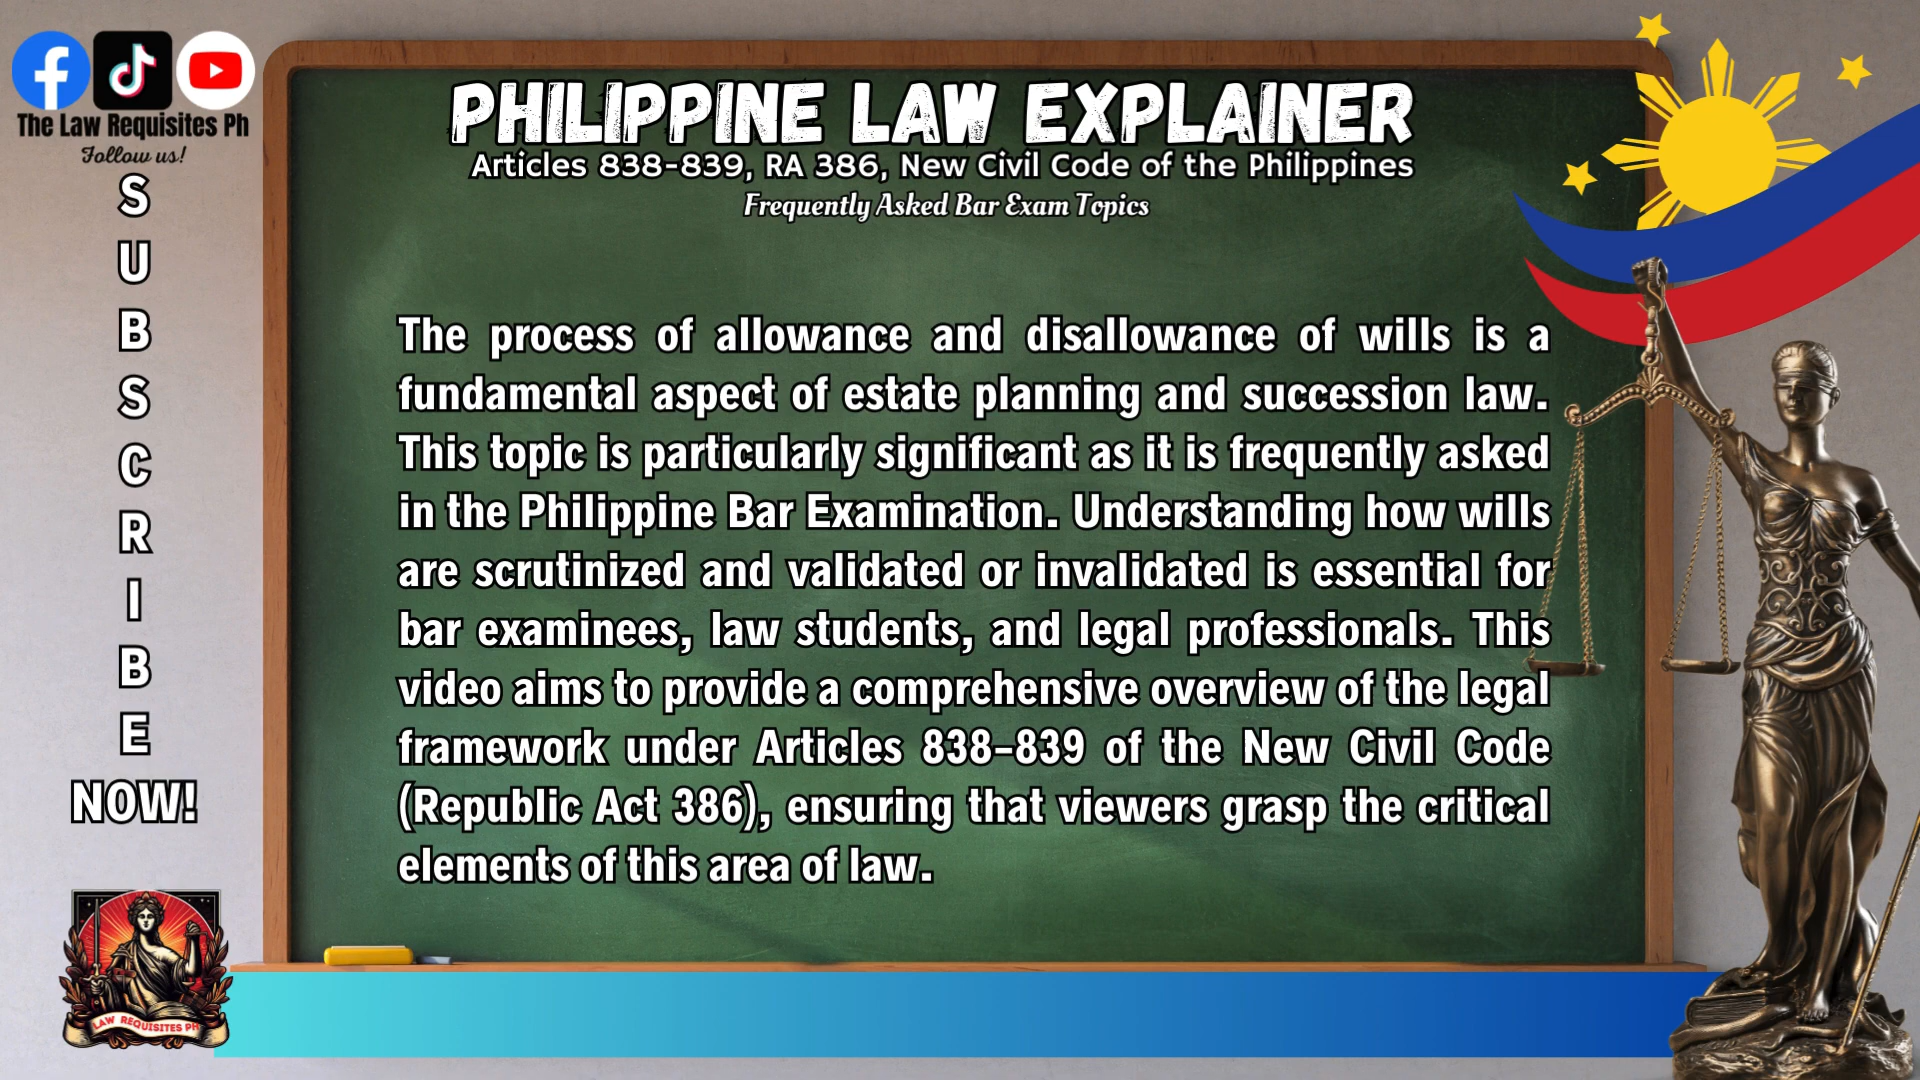 The Law Requisites Ph
Follow us!
SUBSCRIBE
NOW!
LAW REQUISITES PH
PHILIPPINE LAW EXPLAINER
Articles 838-839, RA 386, New Civil Code of the Philippines
Frequently Asked Bar Exam Topics
The process of allowance and disallowance of wills is a
fundamental aspect of estate planning and succession law.
This topic is particularly significant as it is frequently asked
in the Philippine Bar Examination. Understanding how wills
are scrutinized and validated or invalidated is essential for
bar examinees, law students, and legal professionals. This
video aims to provide a comprehensive overview of the legal
framework under Articles 838–839 of the New Civil Code
(Republic Act 386), ensuring that viewers grasp the critical
elements of this area of law.